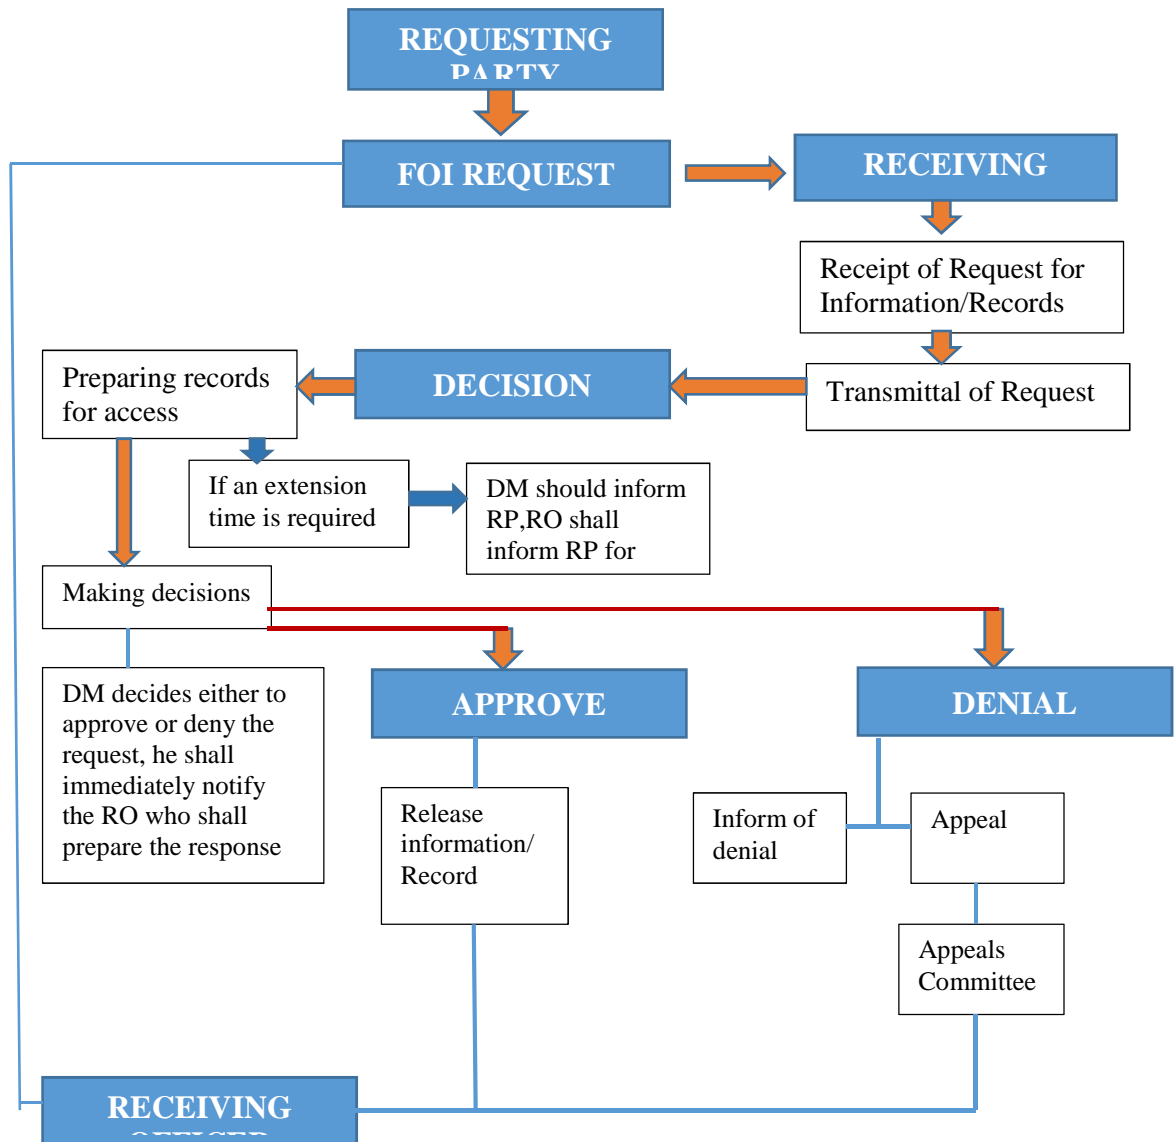 REQUESTING
PARTY
FOI REQUEST
RECEIVING
Receipt of Request for
Information/Records
Transmittal of Request
DECISION
Preparing records
for access
If an extension
time is required
DM should inform
RP,RO shall
inform RP for
Making decisions
DM decides either to
approve or deny the
request, he shall
immediately notify
the RO who shall
prepare the response
APPROVE
DENIAL
Release
information/
Record
Inform of
denial
Appeal
Appeals
Committee
RECEIVING
OFFICER